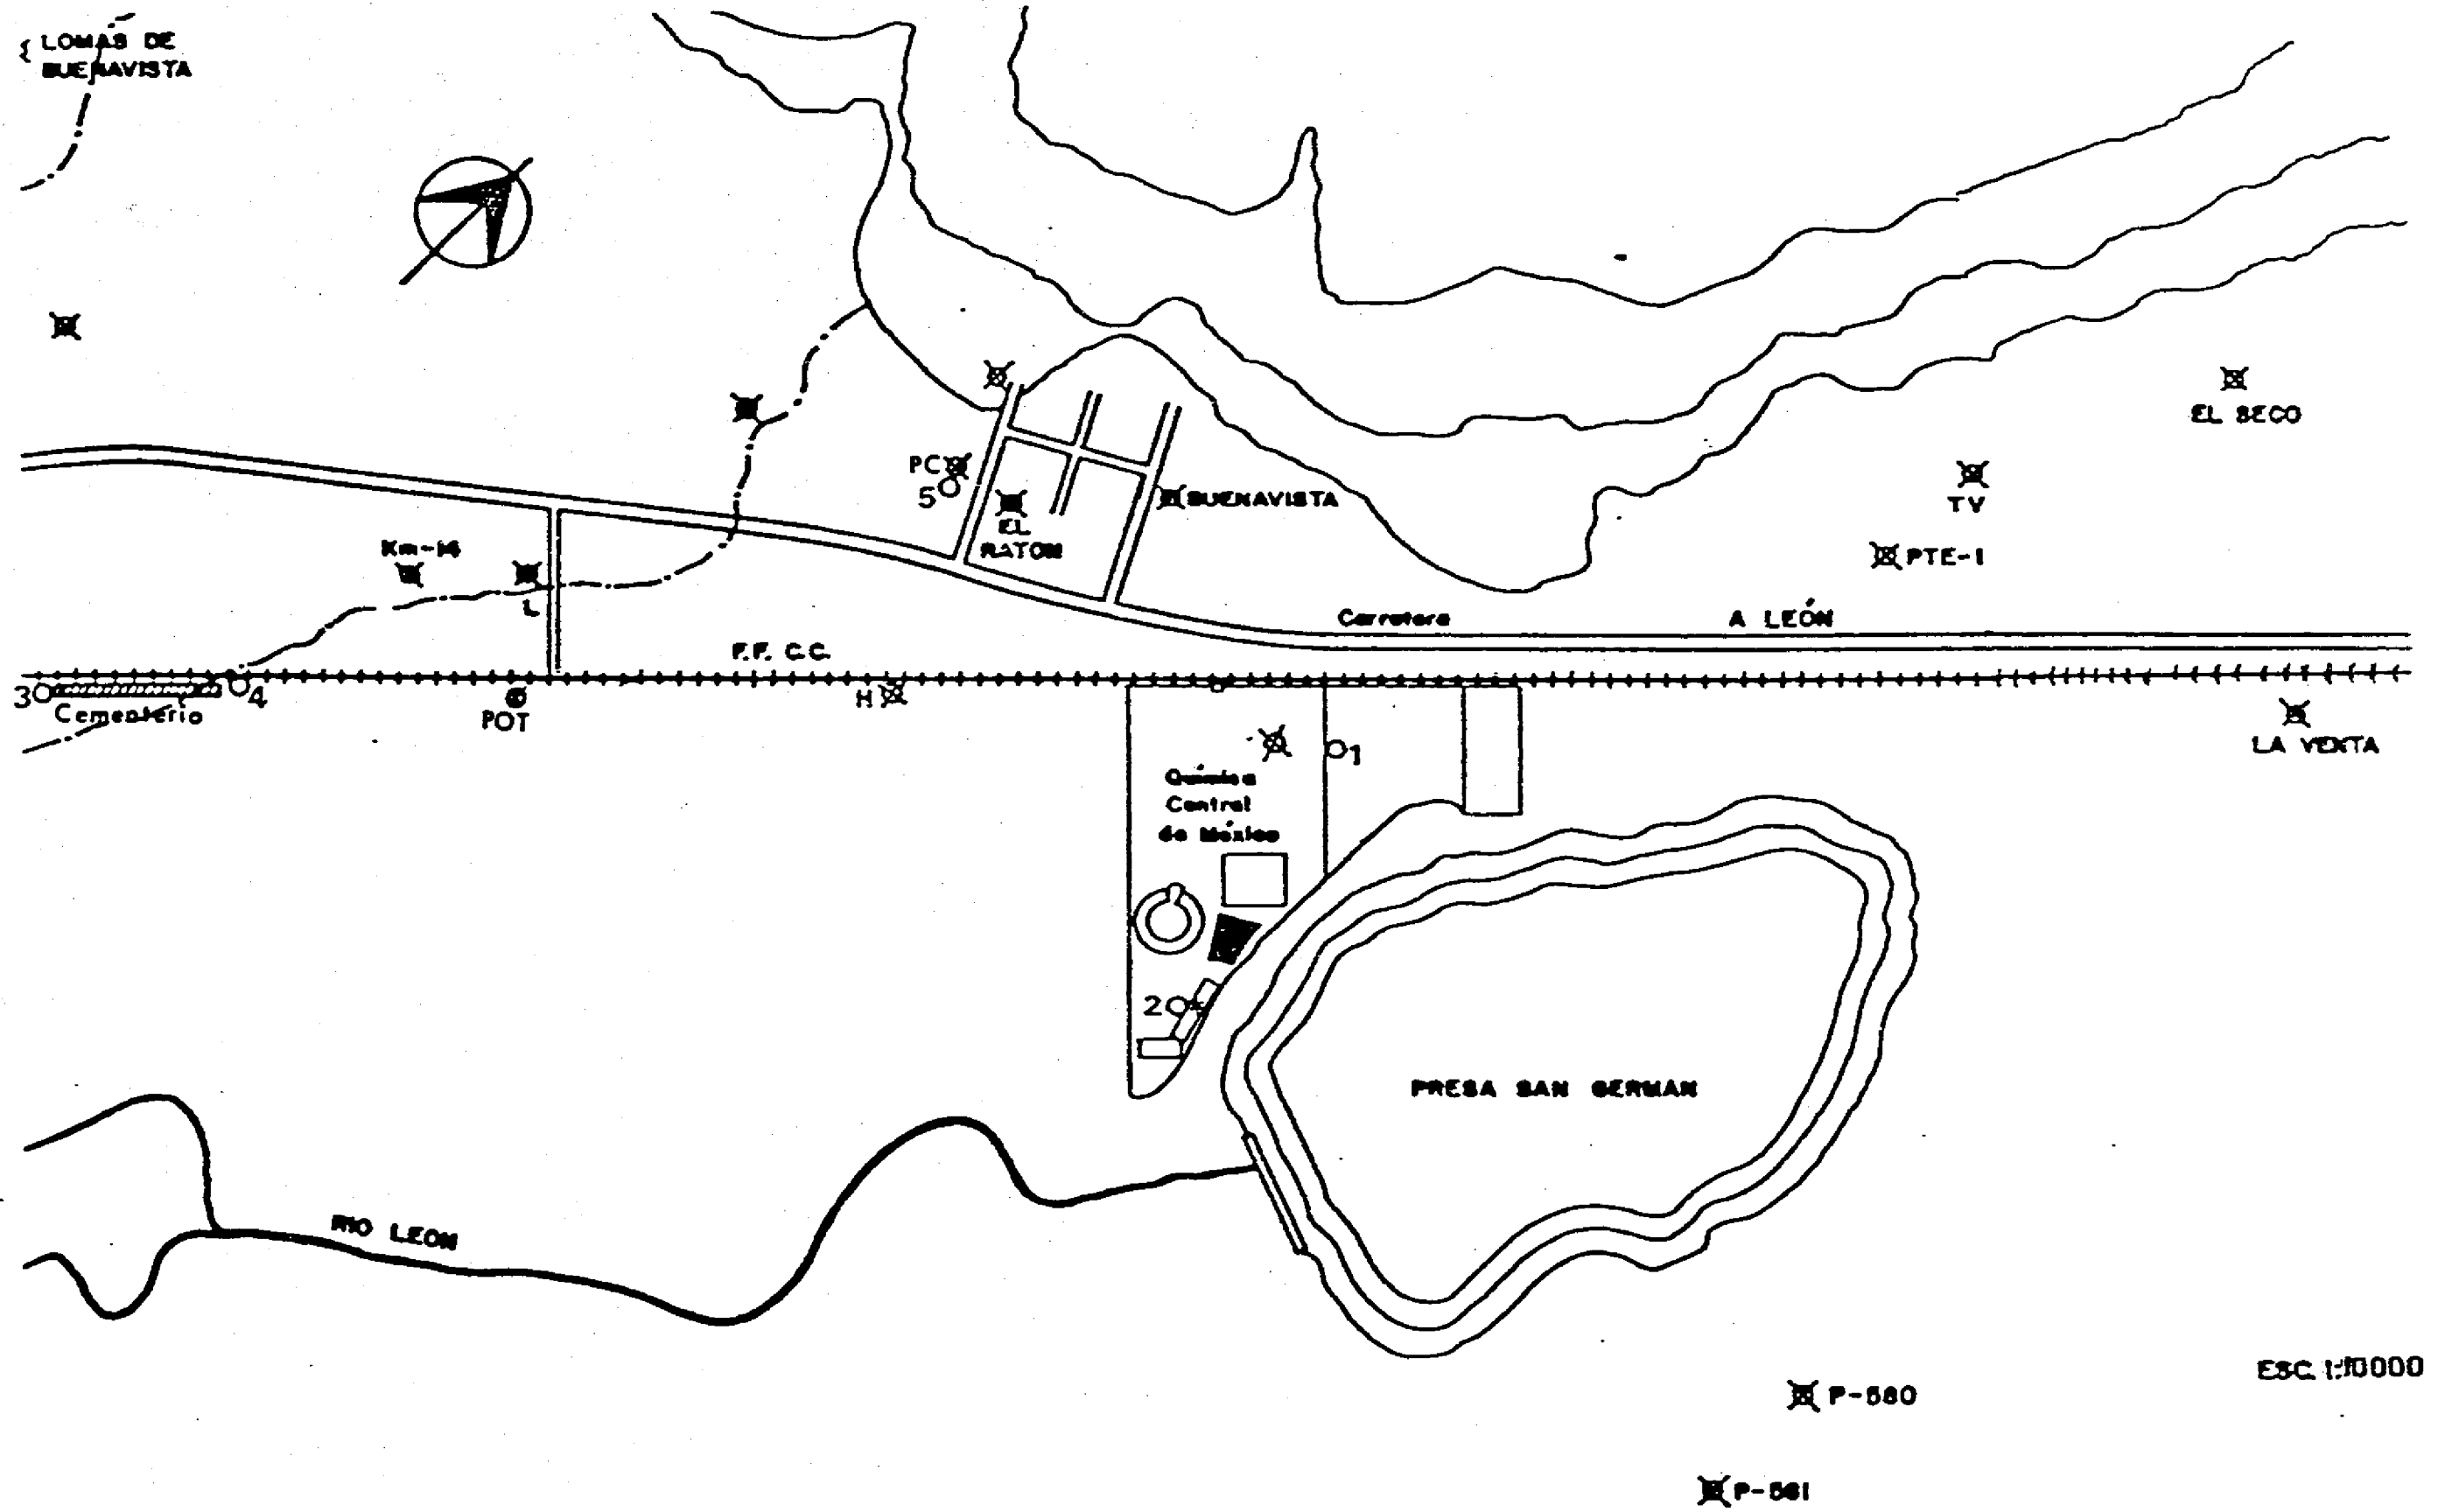 LOMAS DE
BUENAVISTA
EL SECO
PC
5
BUENAVISTA
TV
EL
RATON
Km-14
PTE-1
L
Carretera
A LEÓN
F.F. C.C.
3
4
H
Cementerio
POT
LA VENTA
1
Química
Central
de México
2
PRESA SAN GERMAN
RIO LEON
ESC. 1:10000
P-580
P-561